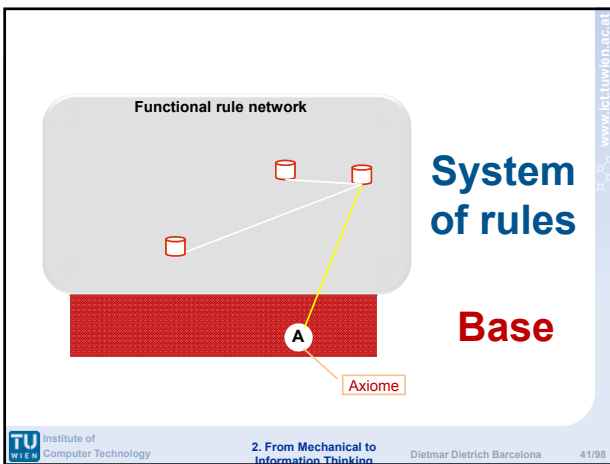 www.ict.tuwien.ac.at
Functional rule network
System
of rules
Base
A
Axiome
TU
WIEN
Institute of
Computer Technology
2. From Mechanical to
Information Thinking
Dietmar Dietrich Barcelona
41/98